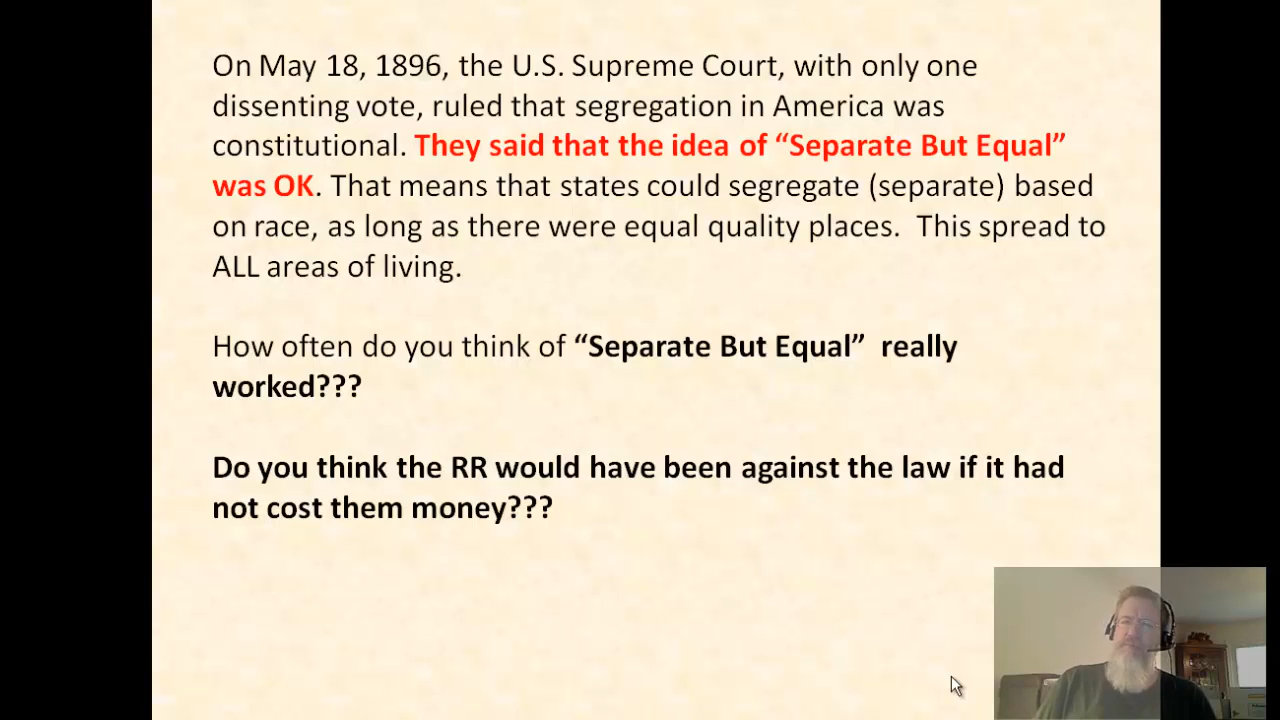 On May 18, 1896, the U.S. Supreme Court, with only one
dissenting vote, ruled that segregation in America was
constitutional. They said that the idea of “Separate But Equal”
was OK. That means that states could segregate (separate) based
on race, as long as there were equal quality places.  This spread to
ALL areas of living.
How often do you think of “Separate But Equal”  really
worked???
Do you think the RR would have been against the law if it had
not cost them money???